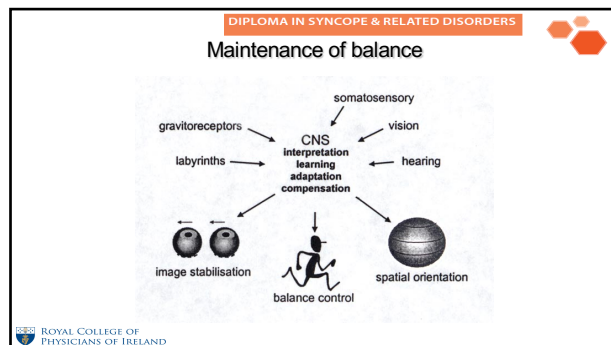 DIPLOMA IN SYNCOPE & RELATED DISORDERS
Maintenance of balance
somatosensory
gravitoreceptors
vision
CNS
interpretation
labyrinths
learning
hearing
adaptation
compensation
image stabilisation
balance control
spatial orientation
ROYAL COLLEGE OF
PHYSICIANS OF IRELAND